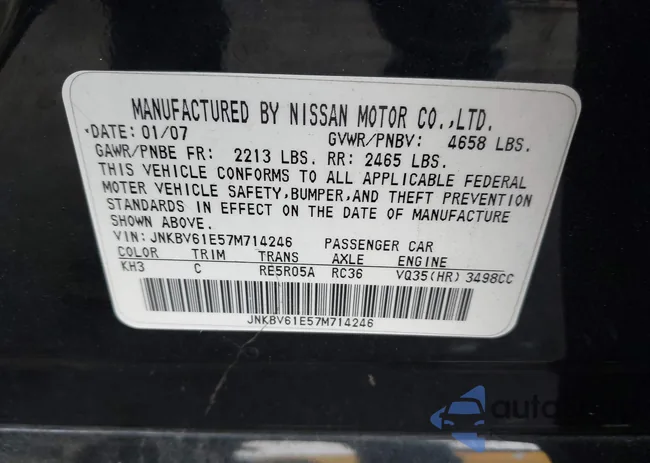 MANUFACTURED BY NISSAN MOTOR CO.,LTD.
DATE: 01/07 GVWR/PNBV: 4658 LBS.
GAWR/PNBE FR: 2213 LBS. RR: 2465 LBS.
THIS VEHICLE CONFORMS TO ALL APPLICABLE FEDERAL
MOTER VEHICLE SAFETY,BUMPER,AND THEFT PREVENTION
STANDARDS IN EFFECT ON THE DATE OF MANUFACTURE
SHOWN ABOVE.
VIN: JNKBV61E57M714246 PASSENGER CAR
COLOR TRIM TRANS AXLE ENGINE
KH3 C RE5R05A RC36 VQ35(HR) 3498CC
JNKBV61E57M714246